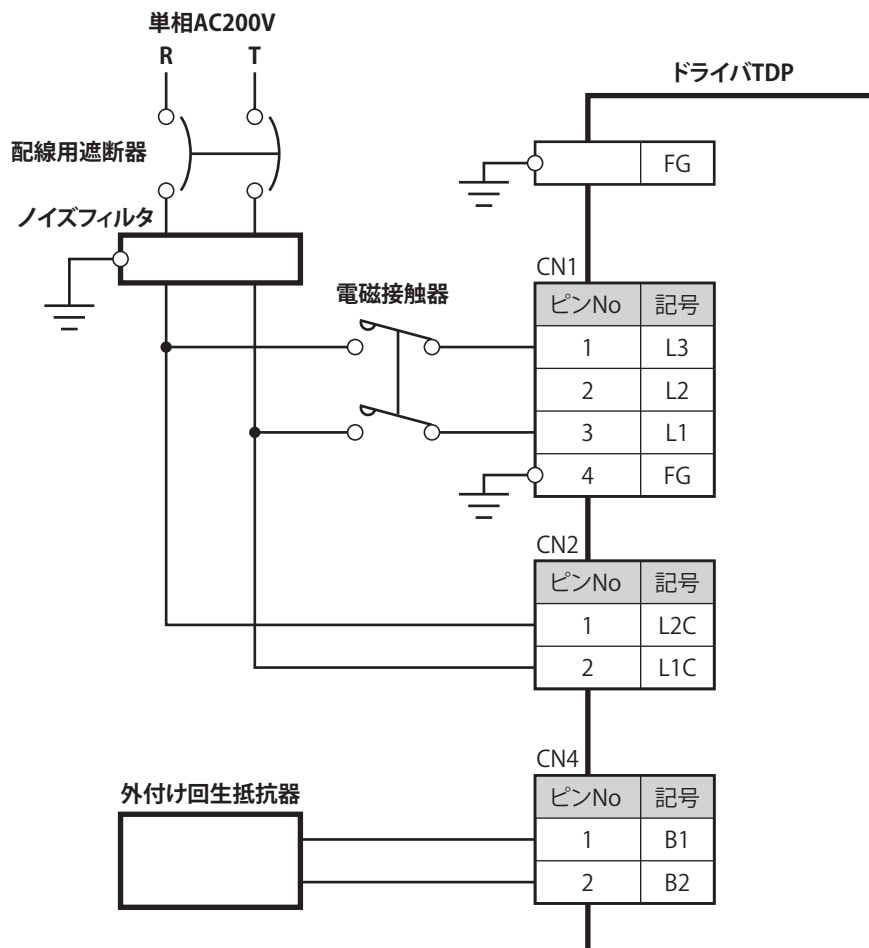 単相AC200V
R T
ドライバTDP
配線用遮断器
FG
ノイズフィルタ
CN1
電磁接触器
ピンNo 記号
1 L3
2 L2
3 L1
4 FG
CN2
ピンNo 記号
1 L2C
2 L1C
CN4
外付け回生抵抗器
ピンNo 記号
1 B1
2 B2